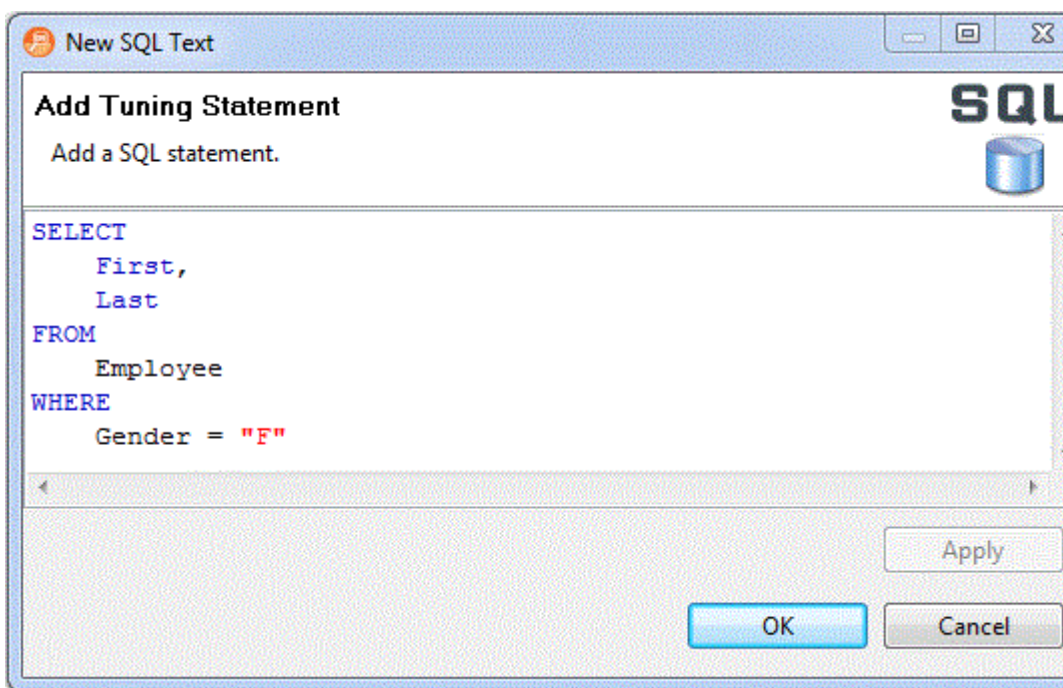 New SQL Text
Add Tuning Statement
SQL
Add a SQL statement.
SELECT
    First,
    Last
FROM
    Employee
WHERE
    Gender = "F"
Apply
OK
Cancel